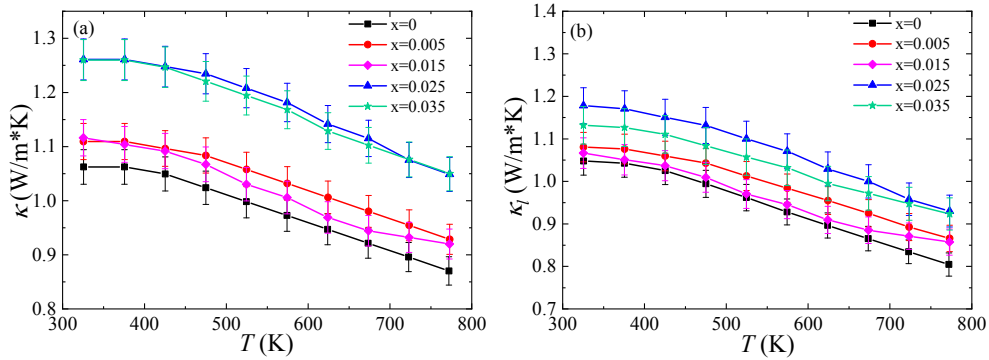 (a)
x=0
x=0.005
x=0.015
x=0.025
x=0.035
1.3
1.2
1.1
1.0
0.9
0.8
κ (W/m*K)
300 400 500 600 700 800
T (K)
(b)
x=0
x=0.005
x=0.015
x=0.025
x=0.035
1.4
1.3
1.2
1.1
1.0
0.9
0.8
0.7
κl (W/m*K)
300 400 500 600 700 800
T (K)